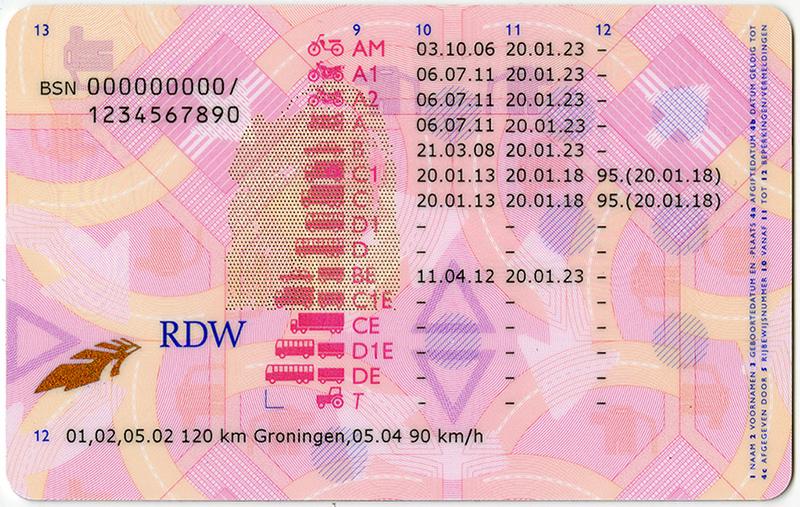 13 9 10 11 12
AM 03.10.06 20.01.23 –
A1 06.07.11 20.01.23 –
BSN 000000000/
A2 06.07.11 20.01.23 –
1234567890
A 06.07.11 20.01.23 –
B 21.03.08 20.01.23 –
C1 20.01.13 20.01.18 95.(20.01.18)
C 20.01.13 20.01.18 95.(20.01.18)
D1 – – –
D – – –
BE 11.04.12 20.01.23 –
C1E – – –
RDW
CE – – –
D1E – – –
DE – – –
T – – –
12 01,02,05.02 120 km Groningen,05.04 90 km/h
1 NAAM 2 VOORNAMEN 3 GEBOORTEDATUM EN -PLAATS 4a AFGIFTEDATUM 4b DATUM GELDIG TOT
4c AFGEGEVEN DOOR 5 RIJBEWIJSNUMMER 10 VANAF 11 TOT 12 BEPERKINGEN/VERMELDINGEN